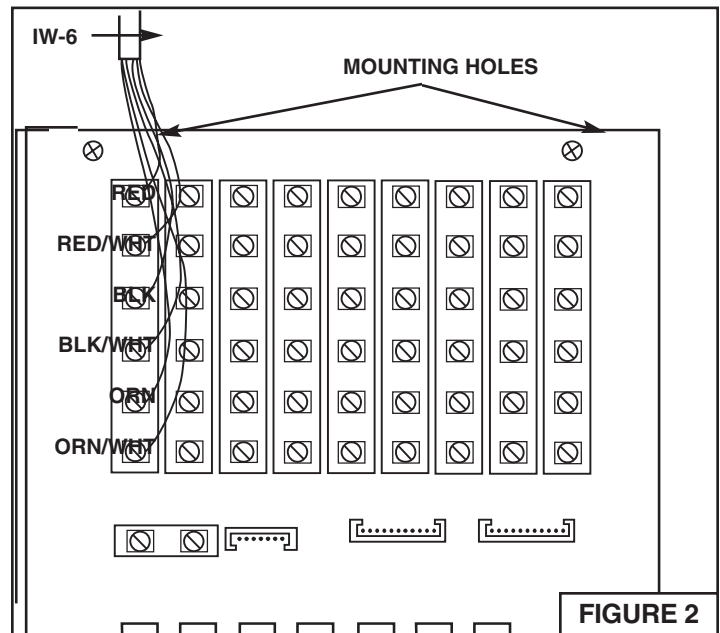 IW-6
MOUNTING HOLES
RED
RED/WHT
BLK
BLK/WHT
ORN
ORN/WHT
FIGURE 2